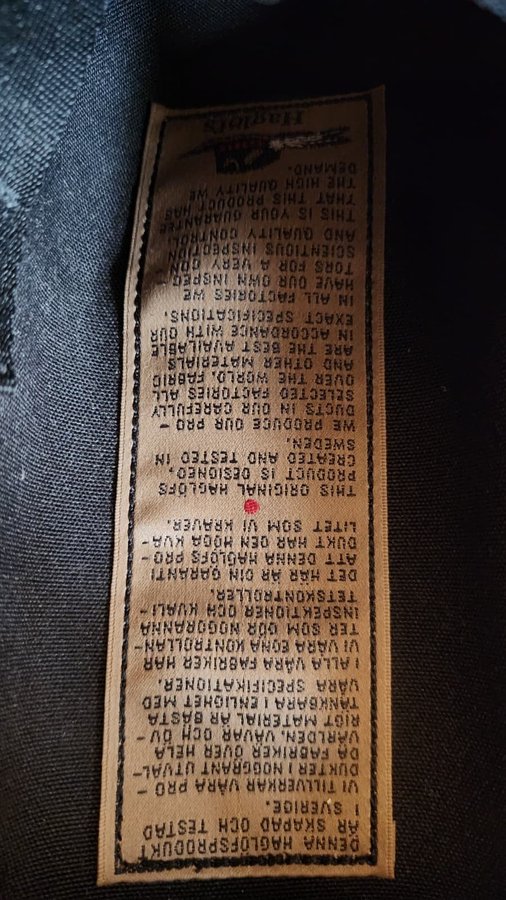 DENNA HAGLÖFSPRODUKT
ÄR SKAPAD OCH TESTAD
I SVERIGE.
VI TILLVERKAR VÅRA PRO-
DUKTER I NOGGRANT UTVAL-
DA FABRIKER ÖVER HELA
VÄRLDEN. VÄVAR OCH ÖV-
RIGT MATERIAL ÄR BÄSTA
TÄNKBARA I ENLIGHET MED
VÅRA SPECIFIKATIONER.
I ALLA VÅRA FABRIKER HAR
VI VÅRA EGNA KONTROLLAN-
TER SOM GÖR NOGGRANNA
INSPEKTIONER OCH KVALI-
TETSKONTROLLER.
DET HÄR ÄR DIN GARANTI
ATT DENNA HAGLÖFS PRO-
DUKT HAR DEN HÖGA KVA-
LITET SOM VI KRÄVER.
THIS ORIGINAL HAGLÖFS
PRODUCT IS DESIGNED,
CREATED AND TESTED IN
SWEDEN.
WE PRODUCE OUR PRO-
DUCTS IN OUR CAREFULLY
SELECTED FACTORIES ALL
OVER THE WORLD. FABRIC
AND OTHER MATERIALS
ARE THE BEST AVAILABLE
IN ACCORDANCE WITH OUR
EXACT SPECIFICATIONS.
IN ALL FACTORIES WE
HAVE OUR OWN INSPEC-
TORS FOR A VERY CON
SCIENTIOUS INSPECTION
AND QUALITY CONTROLL
THIS IS YOUR GUARANTEE
THAT THIS PRODUCT HAS
THE HIGH QUALITY WE
DEMAND.
Haglöfs